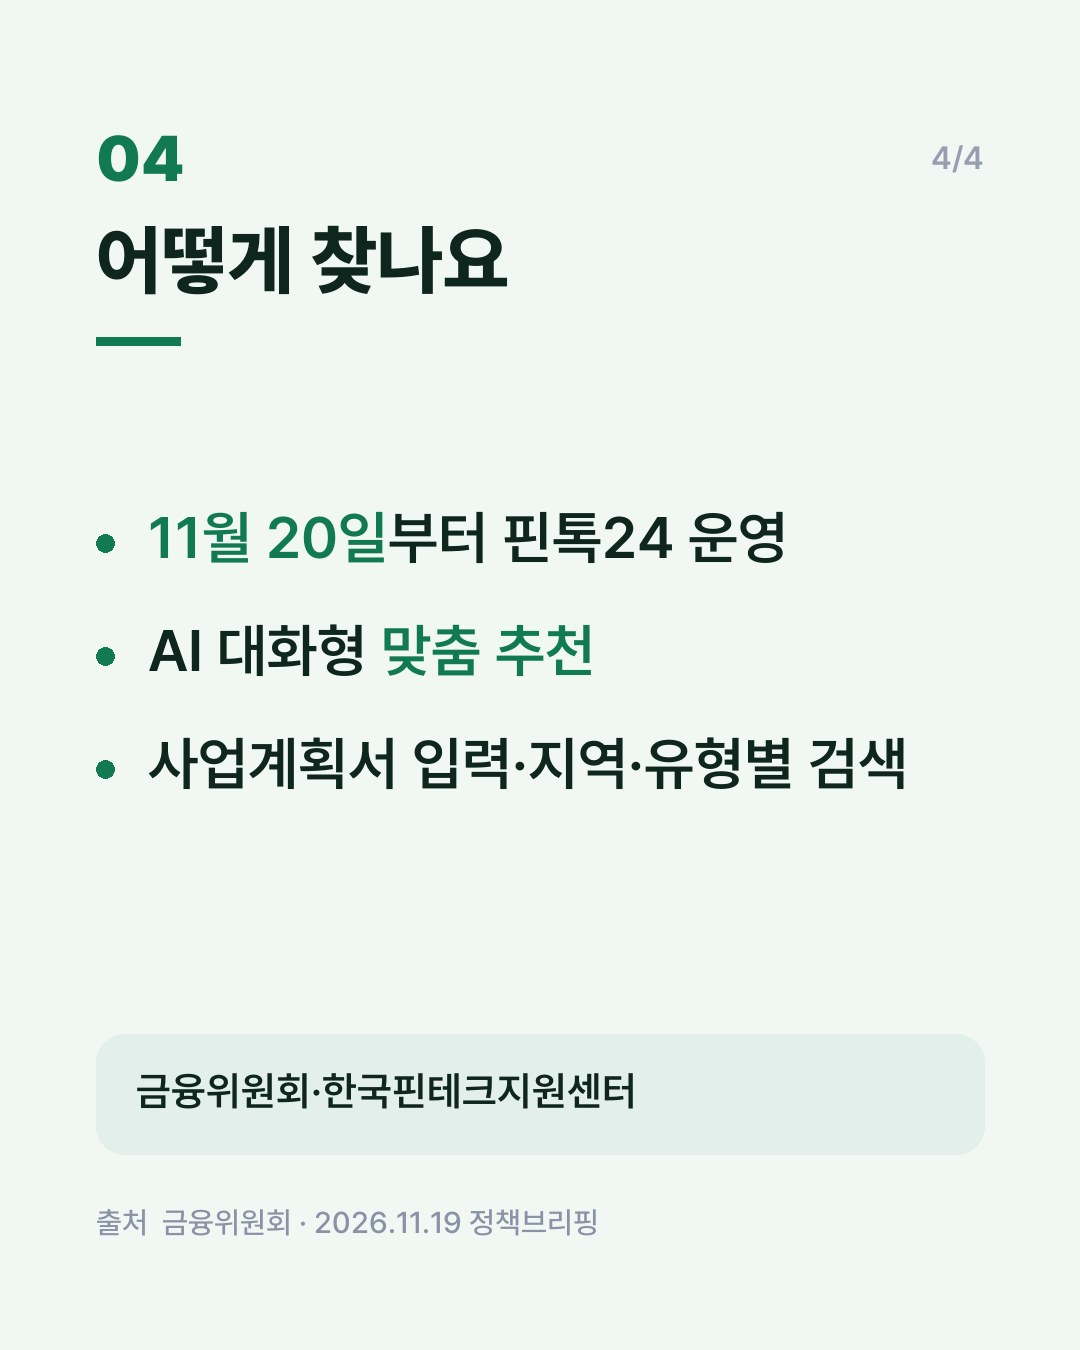 04
4/4
어떻게 찾나요
11월 20일부터 핀톡24 운영
AI 대화형 맞춤 추천
사업계획서 입력·지역·유형별 검색
금융위원회·한국핀테크지원센터
출처 금융위원회 · 2026.11.19 정책브리핑